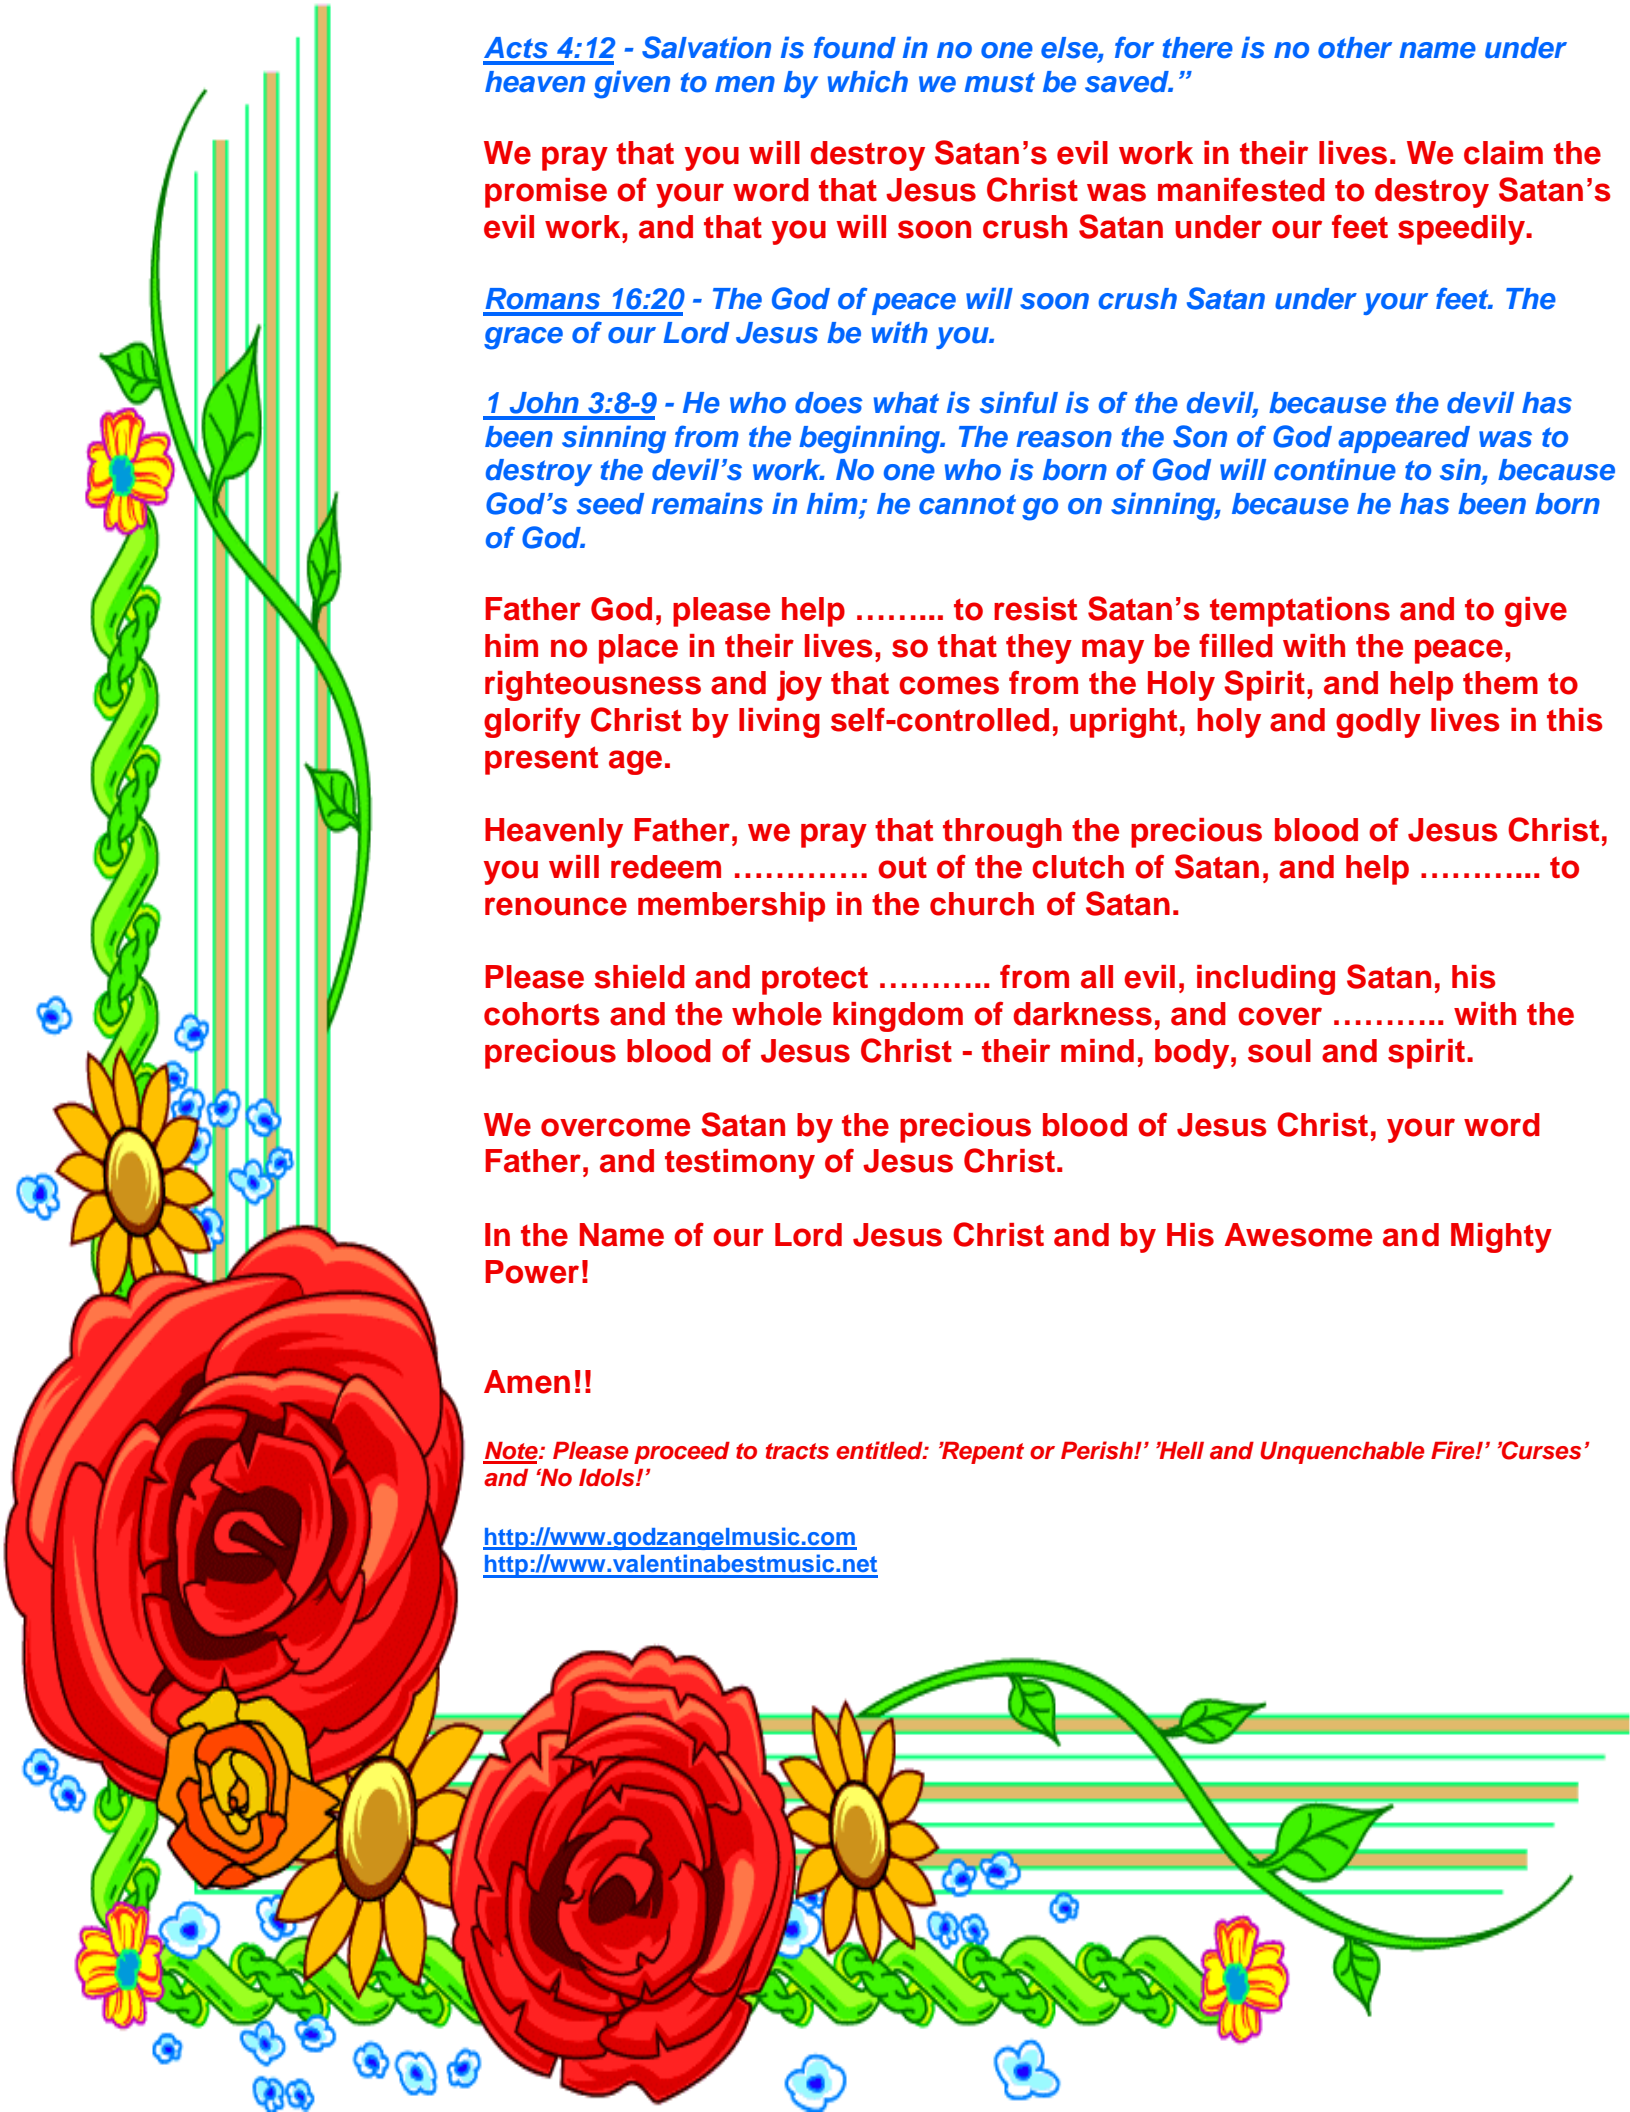 Acts 4:12 - Salvation is found in no one else, for there is no other name under
heaven given to men by which we must be saved.”
We pray that you will destroy Satan’s evil work in their lives. We claim the
promise of your word that Jesus Christ was manifested to destroy Satan’s
evil work, and that you will soon crush Satan under our feet speedily.
Romans 16:20 - The God of peace will soon crush Satan under your feet. The
grace of our Lord Jesus be with you.
1 John 3:8-9 - He who does what is sinful is of the devil, because the devil has
been sinning from the beginning. The reason the Son of God appeared was to
destroy the devil’s work. No one who is born of God will continue to sin, because
God’s seed remains in him; he cannot go on sinning, because he has been born
of God.
Father God, please help ……... to resist Satan’s temptations and to give
him no place in their lives, so that they may be filled with the peace,
righteousness and joy that comes from the Holy Spirit, and help them to
glorify Christ by living self-controlled, upright, holy and godly lives in this
present age.
Heavenly Father, we pray that through the precious blood of Jesus Christ,
you will redeem …………. out of the clutch of Satan, and help ………... to
renounce membership in the church of Satan.
Please shield and protect ……….. from all evil, including Satan, his
cohorts and the whole kingdom of darkness, and cover ……….. with the
precious blood of Jesus Christ - their mind, body, soul and spirit.
We overcome Satan by the precious blood of Jesus Christ, your word
Father, and testimony of Jesus Christ.
In the Name of our Lord Jesus Christ and by His Awesome and Mighty
Power!
Amen!!
Note: Please proceed to tracts entitled: ’Repent or Perish!’ ’Hell and Unquenchable Fire!’ ’Curses’
and ‘No Idols!’
http://www.godzangelmusic.com
http://www.valentinabestmusic.net